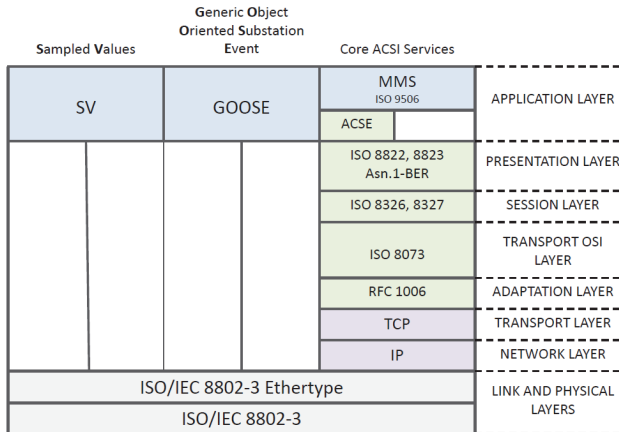 Generic Object
Oriented Substation
Sampled Values
Event
Core ACSI Services
SV
GOOSE
MMS
ISO 9506
APPLICATION LAYER
ACSE
ISO 8822, 8823
Asn.1-BER
PRESENTATION LAYER
ISO 8326, 8327
SESSION LAYER
ISO 8073
TRANSPORT OSI
LAYER
RFC 1006
ADAPTATION LAYER
TCP
TRANSPORT LAYER
IP
NETWORK LAYER
ISO/IEC 8802-3 Ethertype
ISO/IEC 8802-3
LINK AND PHYSICAL
LAYERS